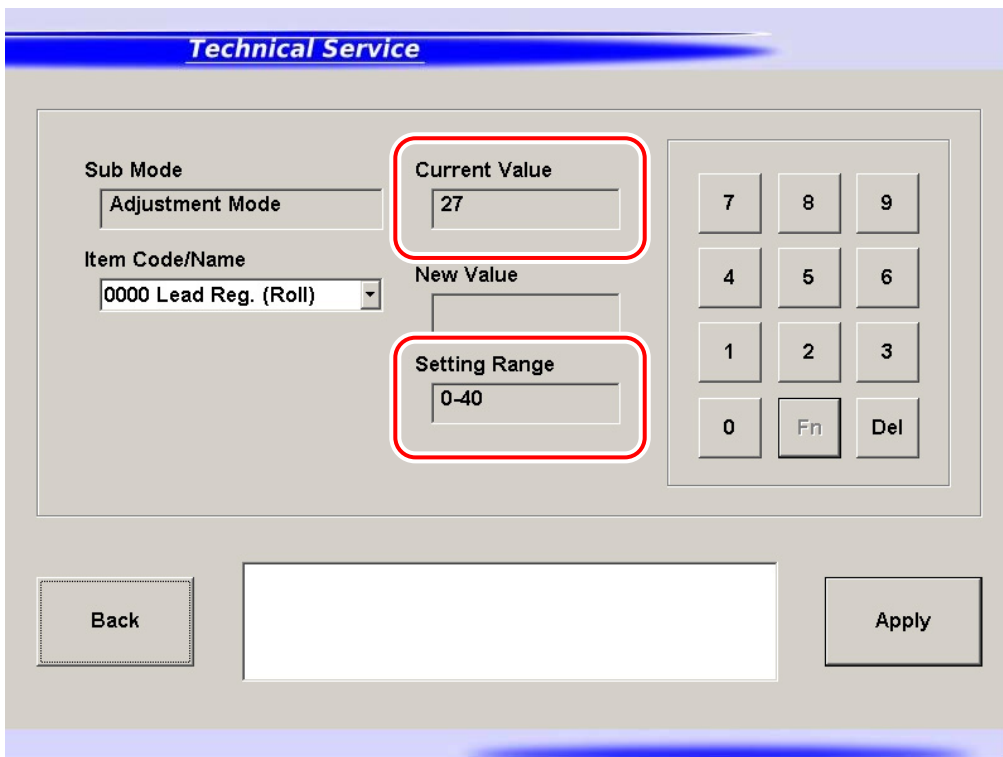 Technical Service
Sub Mode
Adjustment Mode
Item Code/Name
0000 Lead Reg. (Roll)
Current Value
27
New Value
Setting Range
0-40
7 8 9
4 5 6
1 2 3
0 Fn Del
Back
Apply